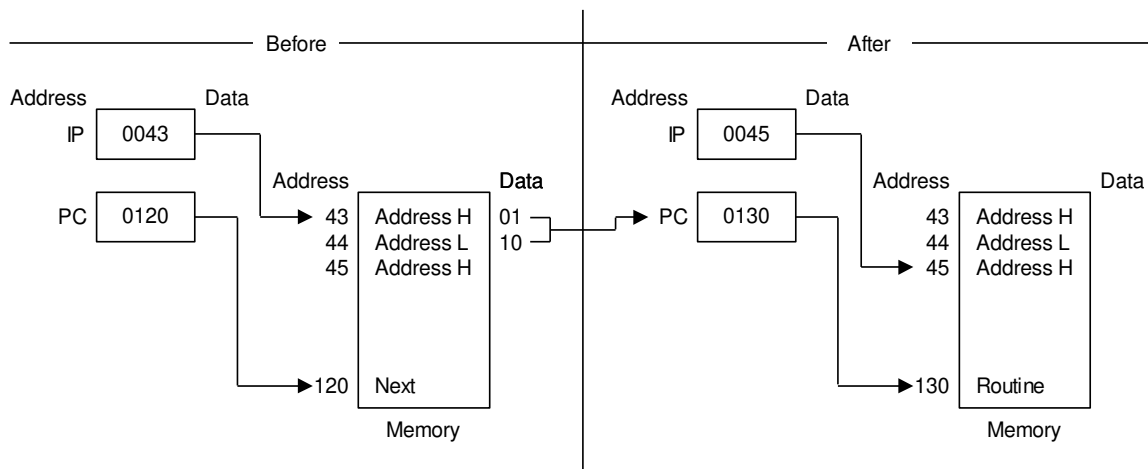 Before
Address Data
IP 0043
Address Data
PC 0120
43 Address H 01
44 Address L 10
45 Address H
120 Next
Memory
After
Address Data
IP 0045
Address Data
PC 0130
43 Address H
44 Address L
45 Address H
130 Routine
Memory